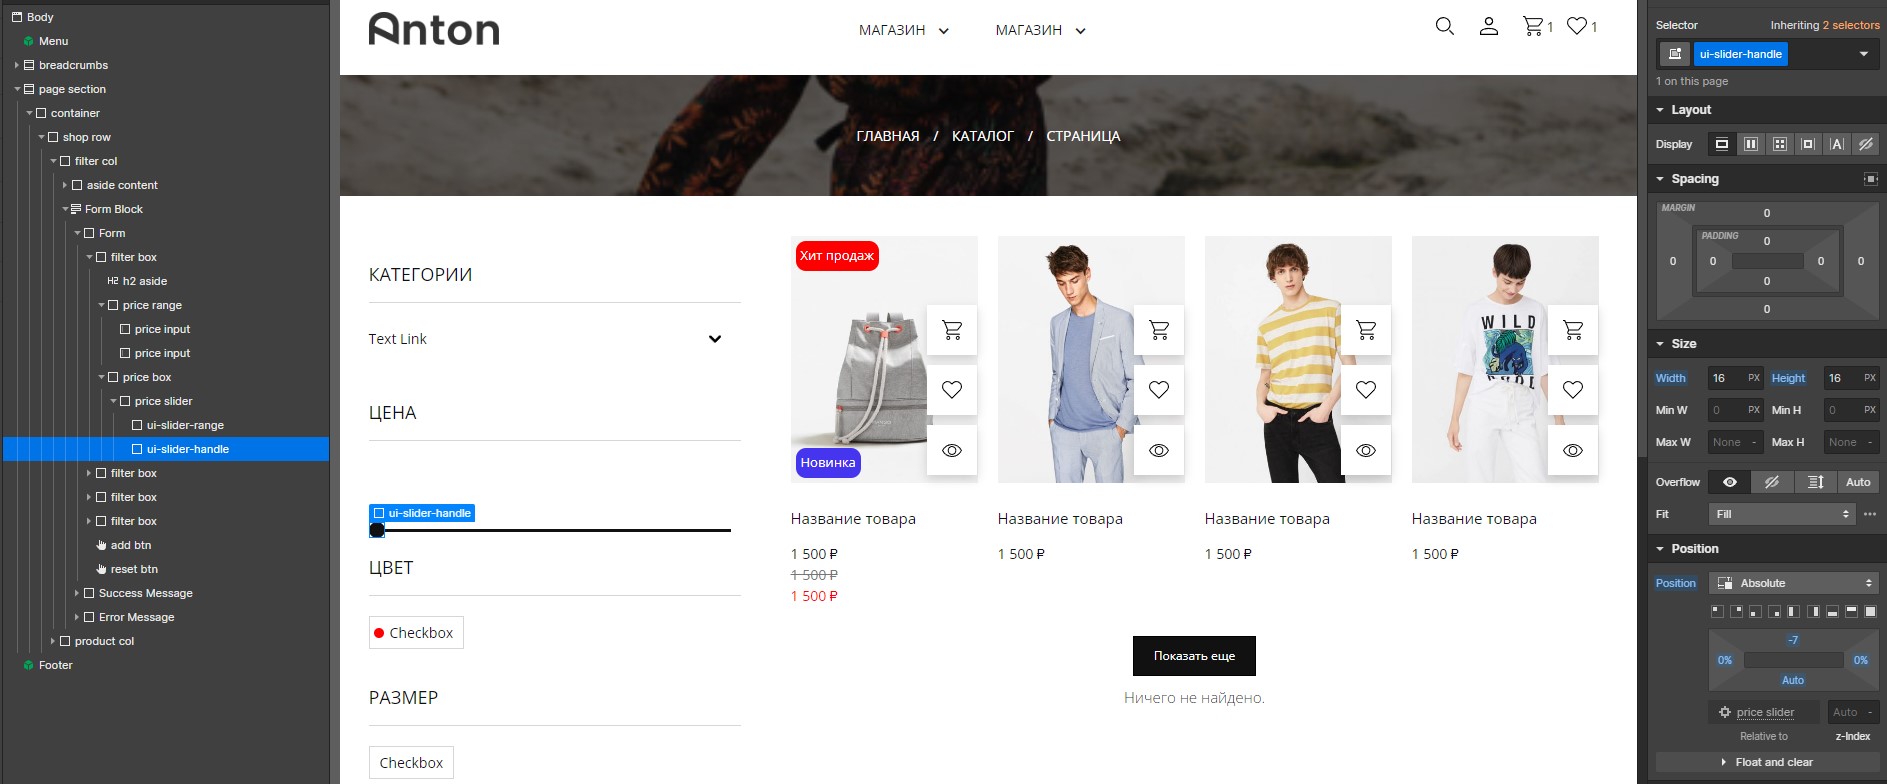 Body
Menu
breadcrumbs
page section
container
shop row
filter col
aside content
Form Block
Form
filter box
H2 h2 aside
price range
price input
price input
price box
price slider
ui-slider-range
ui-slider-handle
filter box
filter box
filter box
add btn
reset btn
Success Message
Error Message
product col
Footer
Anton
МАГАЗИН
МАГАЗИН
1
1
ГЛАВНАЯ / КАТАЛОГ / СТРАНИЦА
КАТЕГОРИИ
Text Link
ЦЕНА
ui-slider-handle
ЦВЕТ
Checkbox
РАЗМЕР
Checkbox
Хит продаж
Новинка
WILD
Название товара
1 500 ₽
1 500 ₽
1 500 ₽
Название товара
1 500 ₽
Название товара
1 500 ₽
Название товара
1 500 ₽
Показать еще
Ничего не найдено.
Selector Inheriting 2 selectors
ui-slider-handle
1 on this page
Layout
Display
Spacing
MARGIN
0
PADDING
0
0 0 0 0
0
0
Size
Width 16 PX Height 16 PX
Min W 0 PX Min H 0 PX
Max W None - Max H None -
Overflow Auto
Fit Fill
Position
Position Absolute
-7
0% 0%
Auto
price slider Auto -
Relative to z-Index
Float and clear